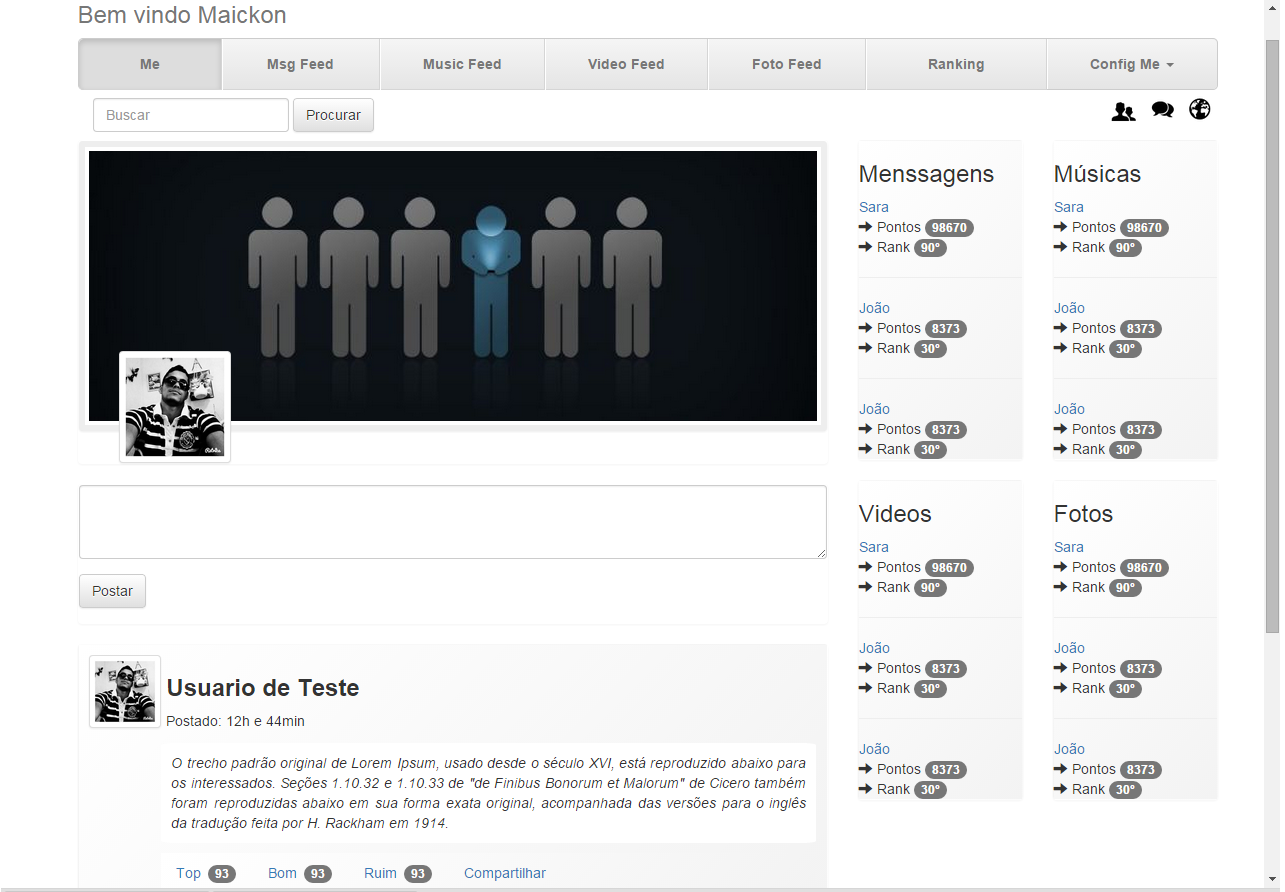 Bem vindo Maickon
Me Msg Feed Music Feed Video Feed Foto Feed Ranking Config Me
Buscar Procurar
Menssagens
Sara
Pontos 98670
Rank 90º
João
Pontos 8373
Rank 30º
João
Pontos 8373
Rank 30º
Músicas
Sara
Pontos 98670
Rank 90º
João
Pontos 8373
Rank 30º
João
Pontos 8373
Rank 30º
Postar
Videos
Sara
Pontos 98670
Rank 90º
João
Pontos 8373
Rank 30º
João
Pontos 8373
Rank 30º
Fotos
Sara
Pontos 98670
Rank 90º
João
Pontos 8373
Rank 30º
João
Pontos 8373
Rank 30º
Usuario de Teste
Postado: 12h e 44min
O trecho padrão original de Lorem Ipsum, usado desde o século XVI, está reproduzido abaixo para
os interessados. Seções 1.10.32 e 1.10.33 de "de Finibus Bonorum et Malorum" de Cicero também
foram reproduzidas abaixo em sua forma exata original, acompanhada das versões para o inglês
da tradução feita por H. Rackham em 1914.
Top 93 Bom 93 Ruim 93 Compartilhar